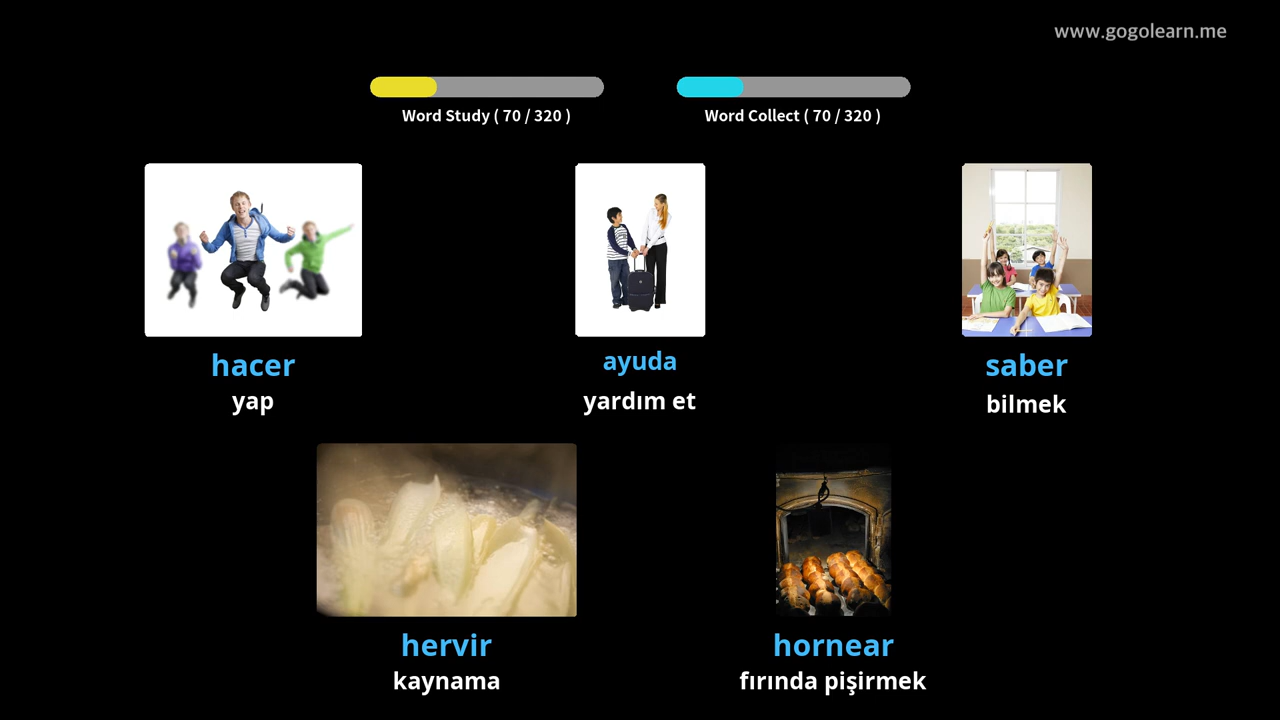 www.gogolearn.me
Word Study ( 70 / 320 )
Word Collect ( 70 / 320 )
hacer
yap
ayuda
yardım et
saber
bilmek
hervir
kaynama
hornear
fırında pişirmek